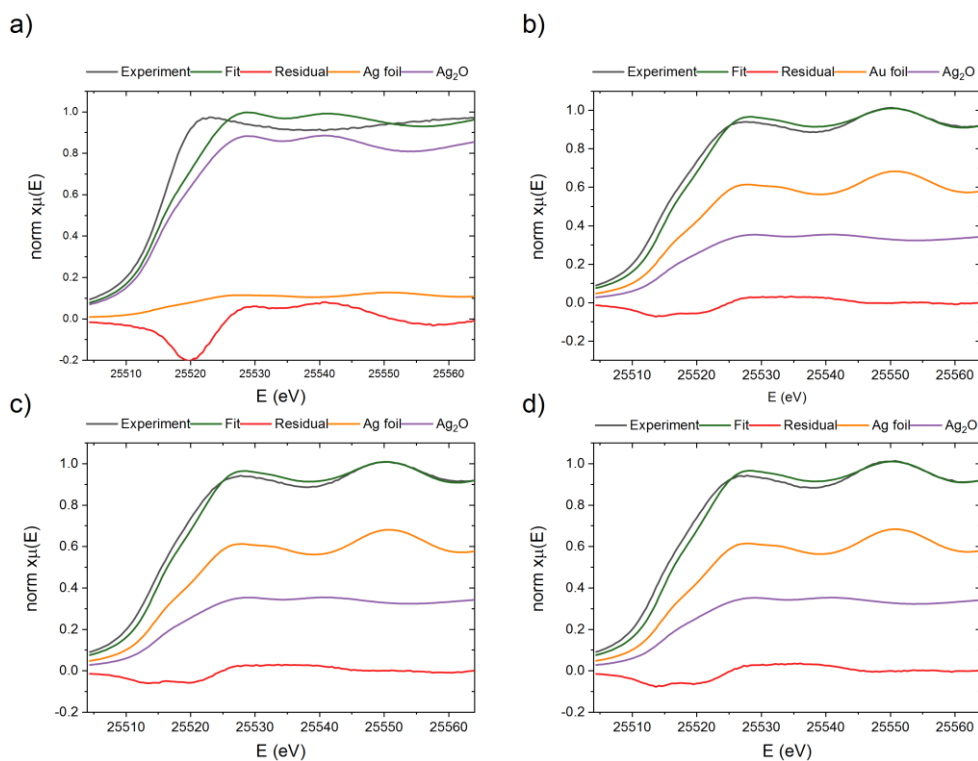 a)
Experiment Fit Residual Ag foil Ag₂O
1.0
0.8
0.6
0.4
0.2
0.0
-0.2
norm xμ(E)
25510 25520 25530 25540 25550 25560
E (eV)
b)
Experiment Fit Residual Au foil Ag₂O
1.0
0.8
0.6
0.4
0.2
0.0
-0.2
norm xμ(E)
25510 25520 25530 25540 25550 25560
E (eV)
c)
Experiment Fit Residual Ag foil Ag₂O
1.0
0.8
0.6
0.4
0.2
0.0
-0.2
norm xμ(E)
25510 25520 25530 25540 25550 25560
E (eV)
d)
Experiment Fit Residual Ag foil Ag₂O
1.0
0.8
0.6
0.4
0.2
0.0
-0.2
norm xμ(E)
25510 25520 25530 25540 25550 25560
E (eV)